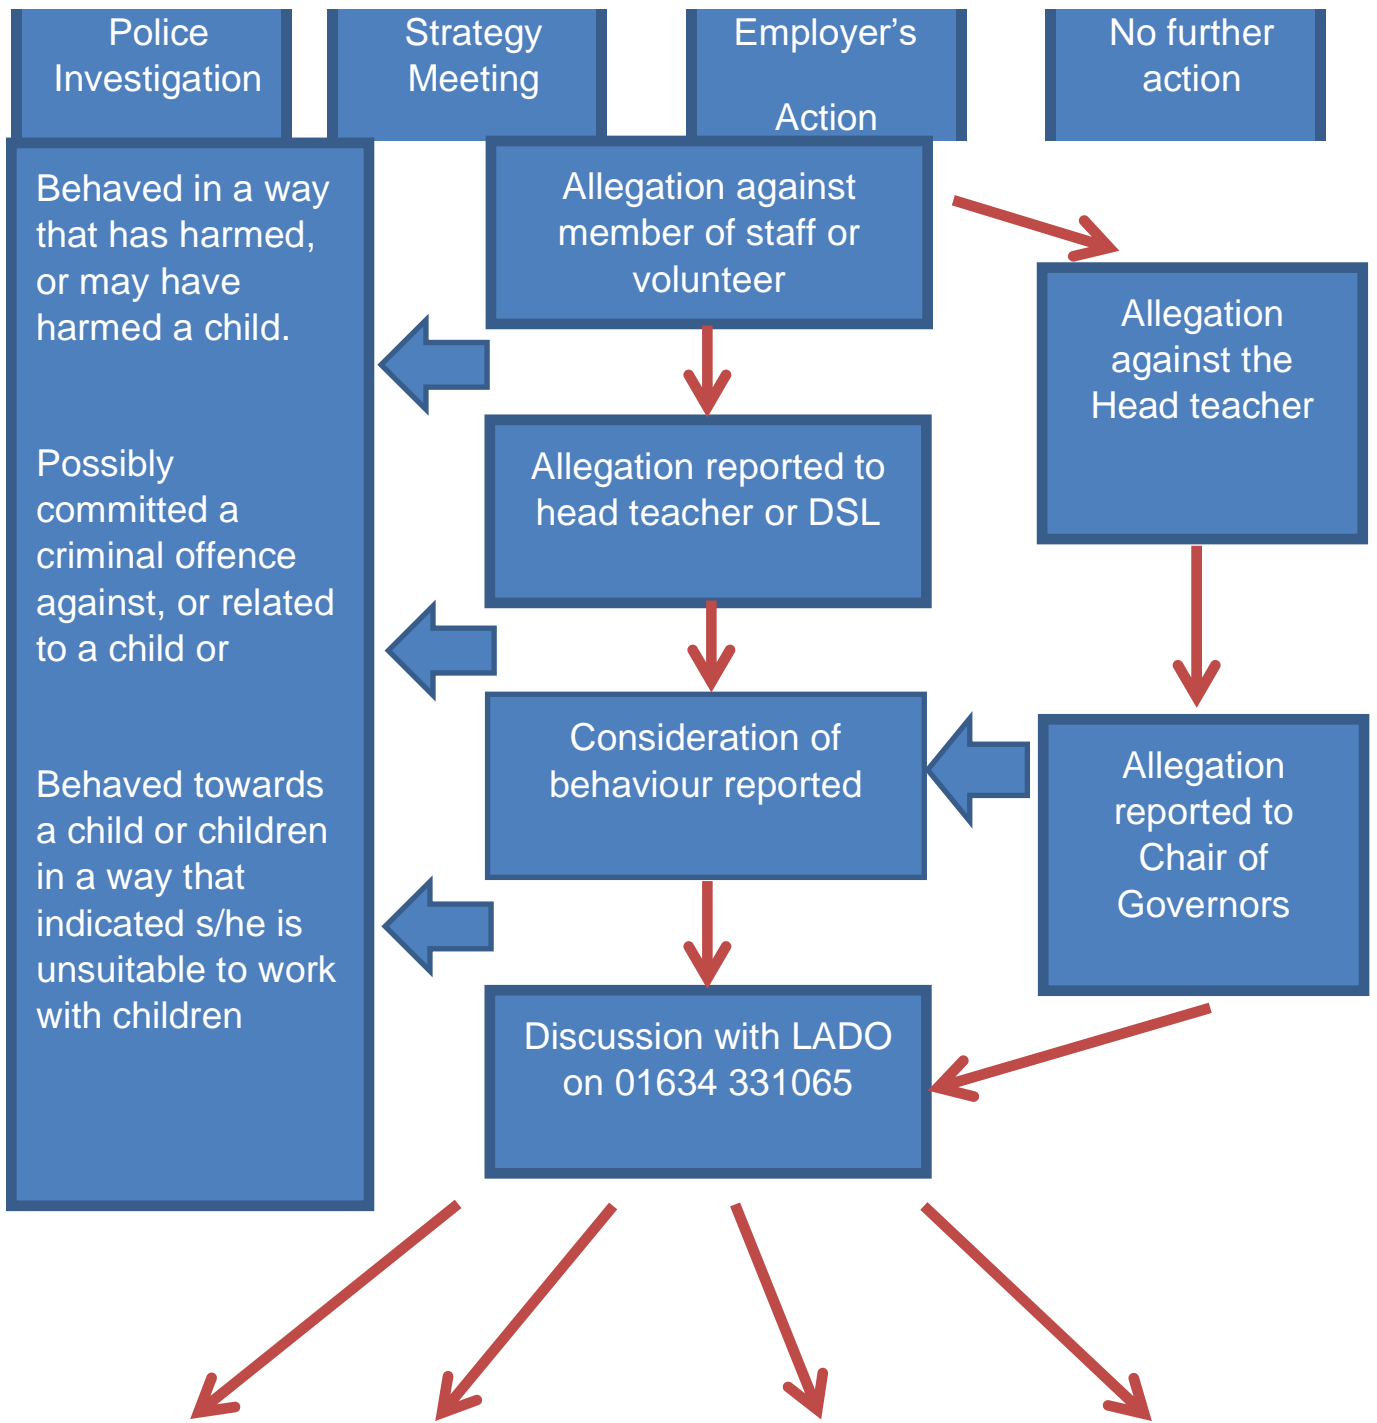 Police
Investigation
Strategy
Meeting
Employer’s
Action
No further
action
Behaved in a way
that has harmed,
or may have
harmed a child.
Possibly
committed a
criminal offence
against, or related
to a child or
Behaved towards
a child or children
in a way that
indicated s/he is
unsuitable to work
with children
Allegation against
member of staff or
volunteer
Allegation reported to
head teacher or DSL
Consideration of
behaviour reported
Discussion with LADO
on 01634 331065
Allegation
against the
Head teacher
Allegation
reported to
Chair of
Governors